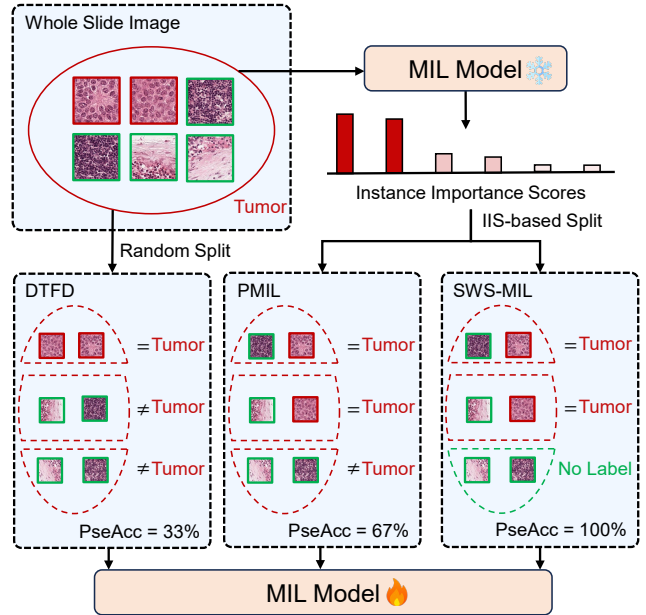 Whole Slide Image
Tumor
MIL Model
Instance Importance Scores
Random Split
IIS-based Split
DTFD
= Tumor
≠ Tumor
≠ Tumor
PseAcc = 33%
PMIL
= Tumor
= Tumor
≠ Tumor
PseAcc = 67%
SWS-MIL
= Tumor
= Tumor
No Label
PseAcc = 100%
MIL Model